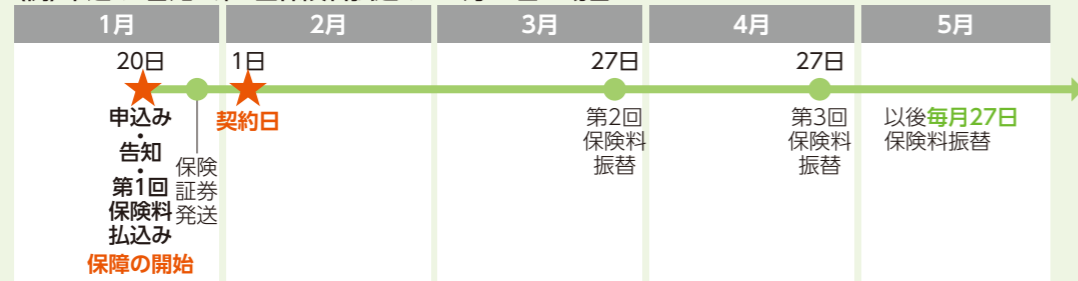 1月
2月
3月
4月
5月
20日
1日
27日
27日
申込み
・
告知
・
第1回
保険料
払込み
保障の開始
保険
証券
発送
契約日
第2回
保険料
振替
第3回
保険料
振替
以後毎月27日
保険料振替